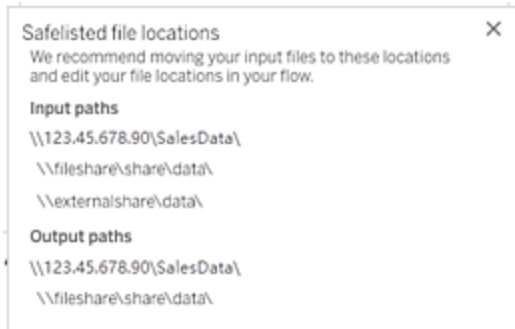 Safelisted file locations
We recommend moving your input files to these locations
and edit your file locations in your flow.
Input paths
\\123.45.678.90\SalesData\
\\fileshare\share\data\
\\externalshare\data\
Output paths
\\123.45.678.90\SalesData\
\\fileshare\share\data\